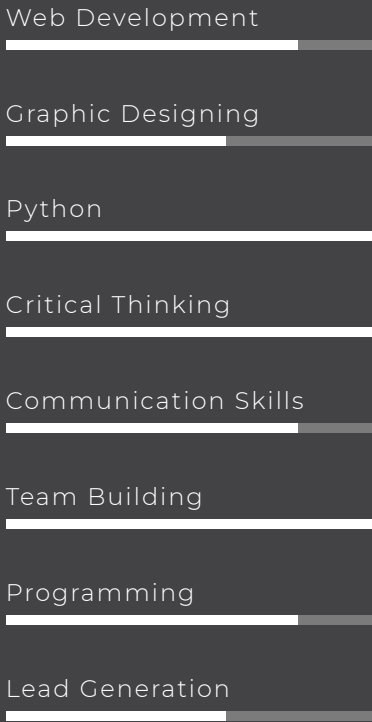 Web Development
Graphic Designing
Python
Critical Thinking
Communication Skills
Team Building
Programming
Lead Generation